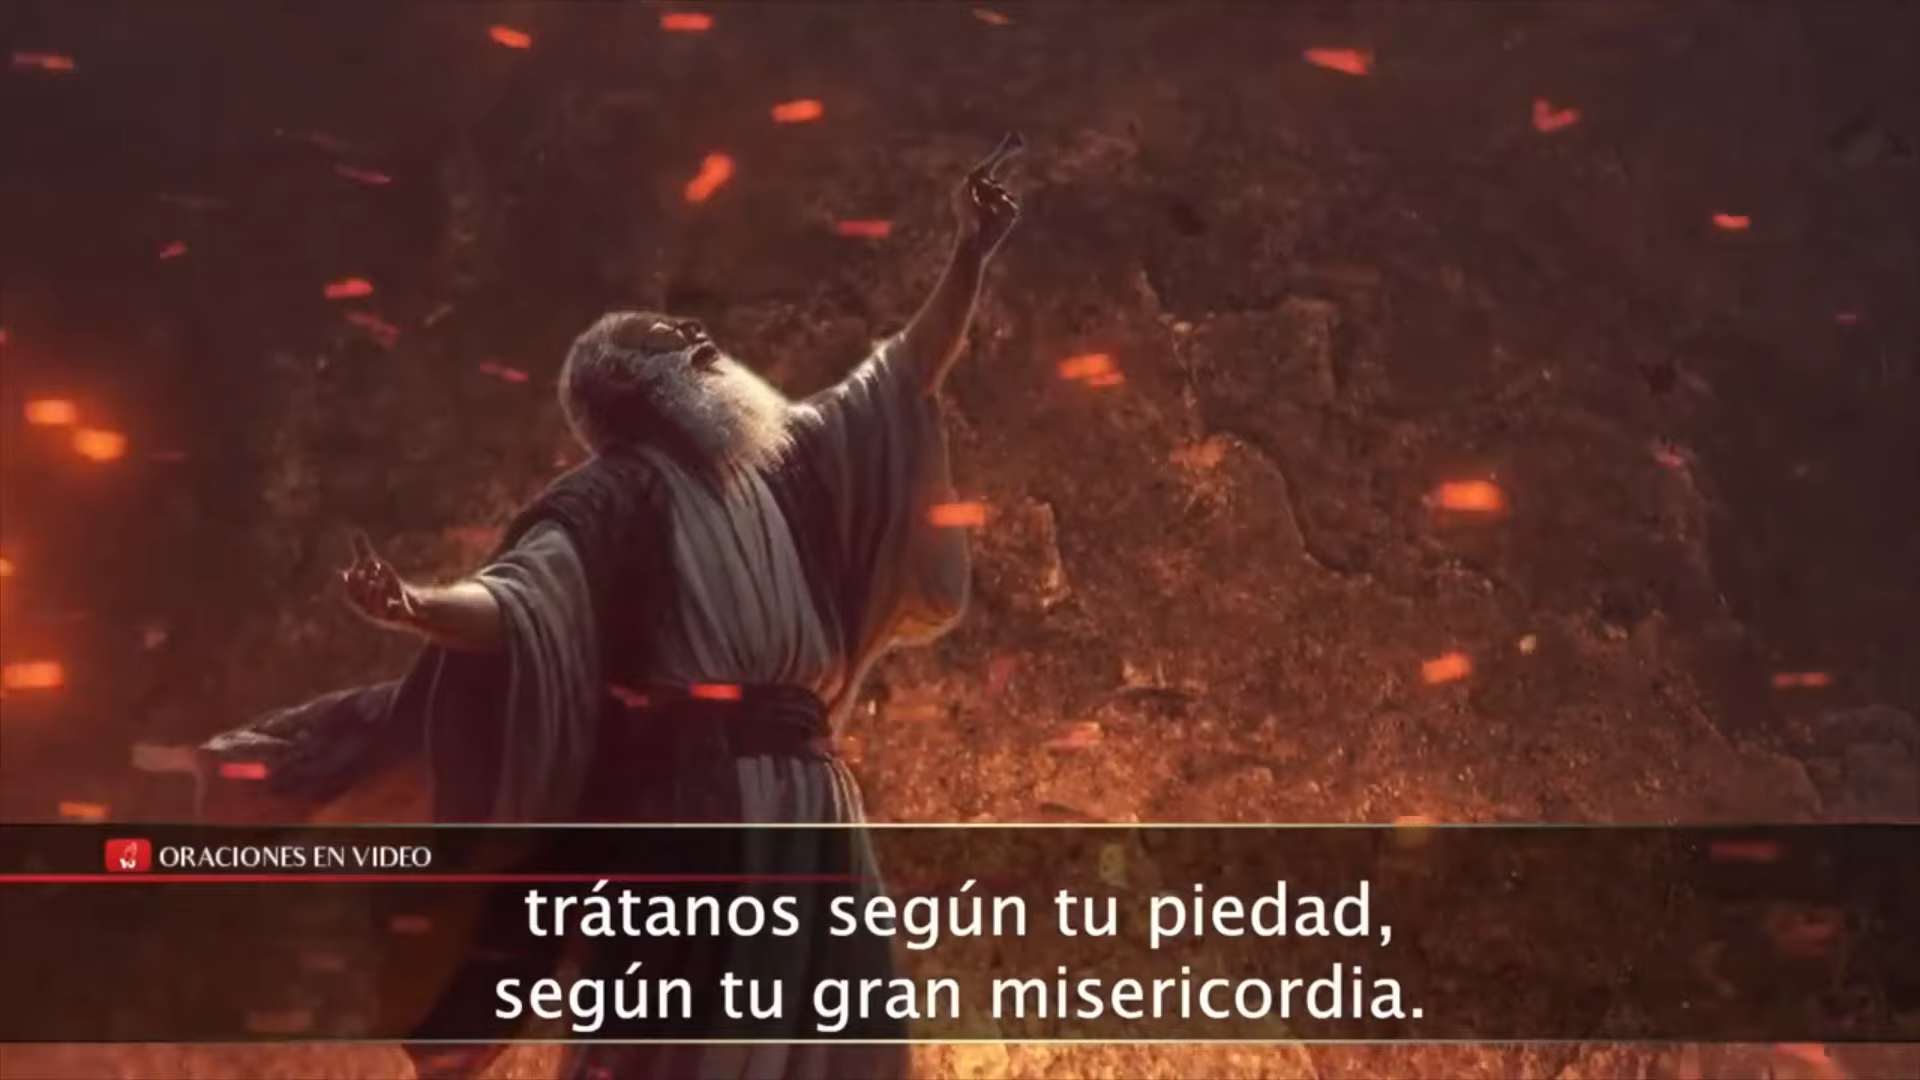 ORACIONES EN VIDEO
trátanos según tu piedad,
según tu gran misericordia.